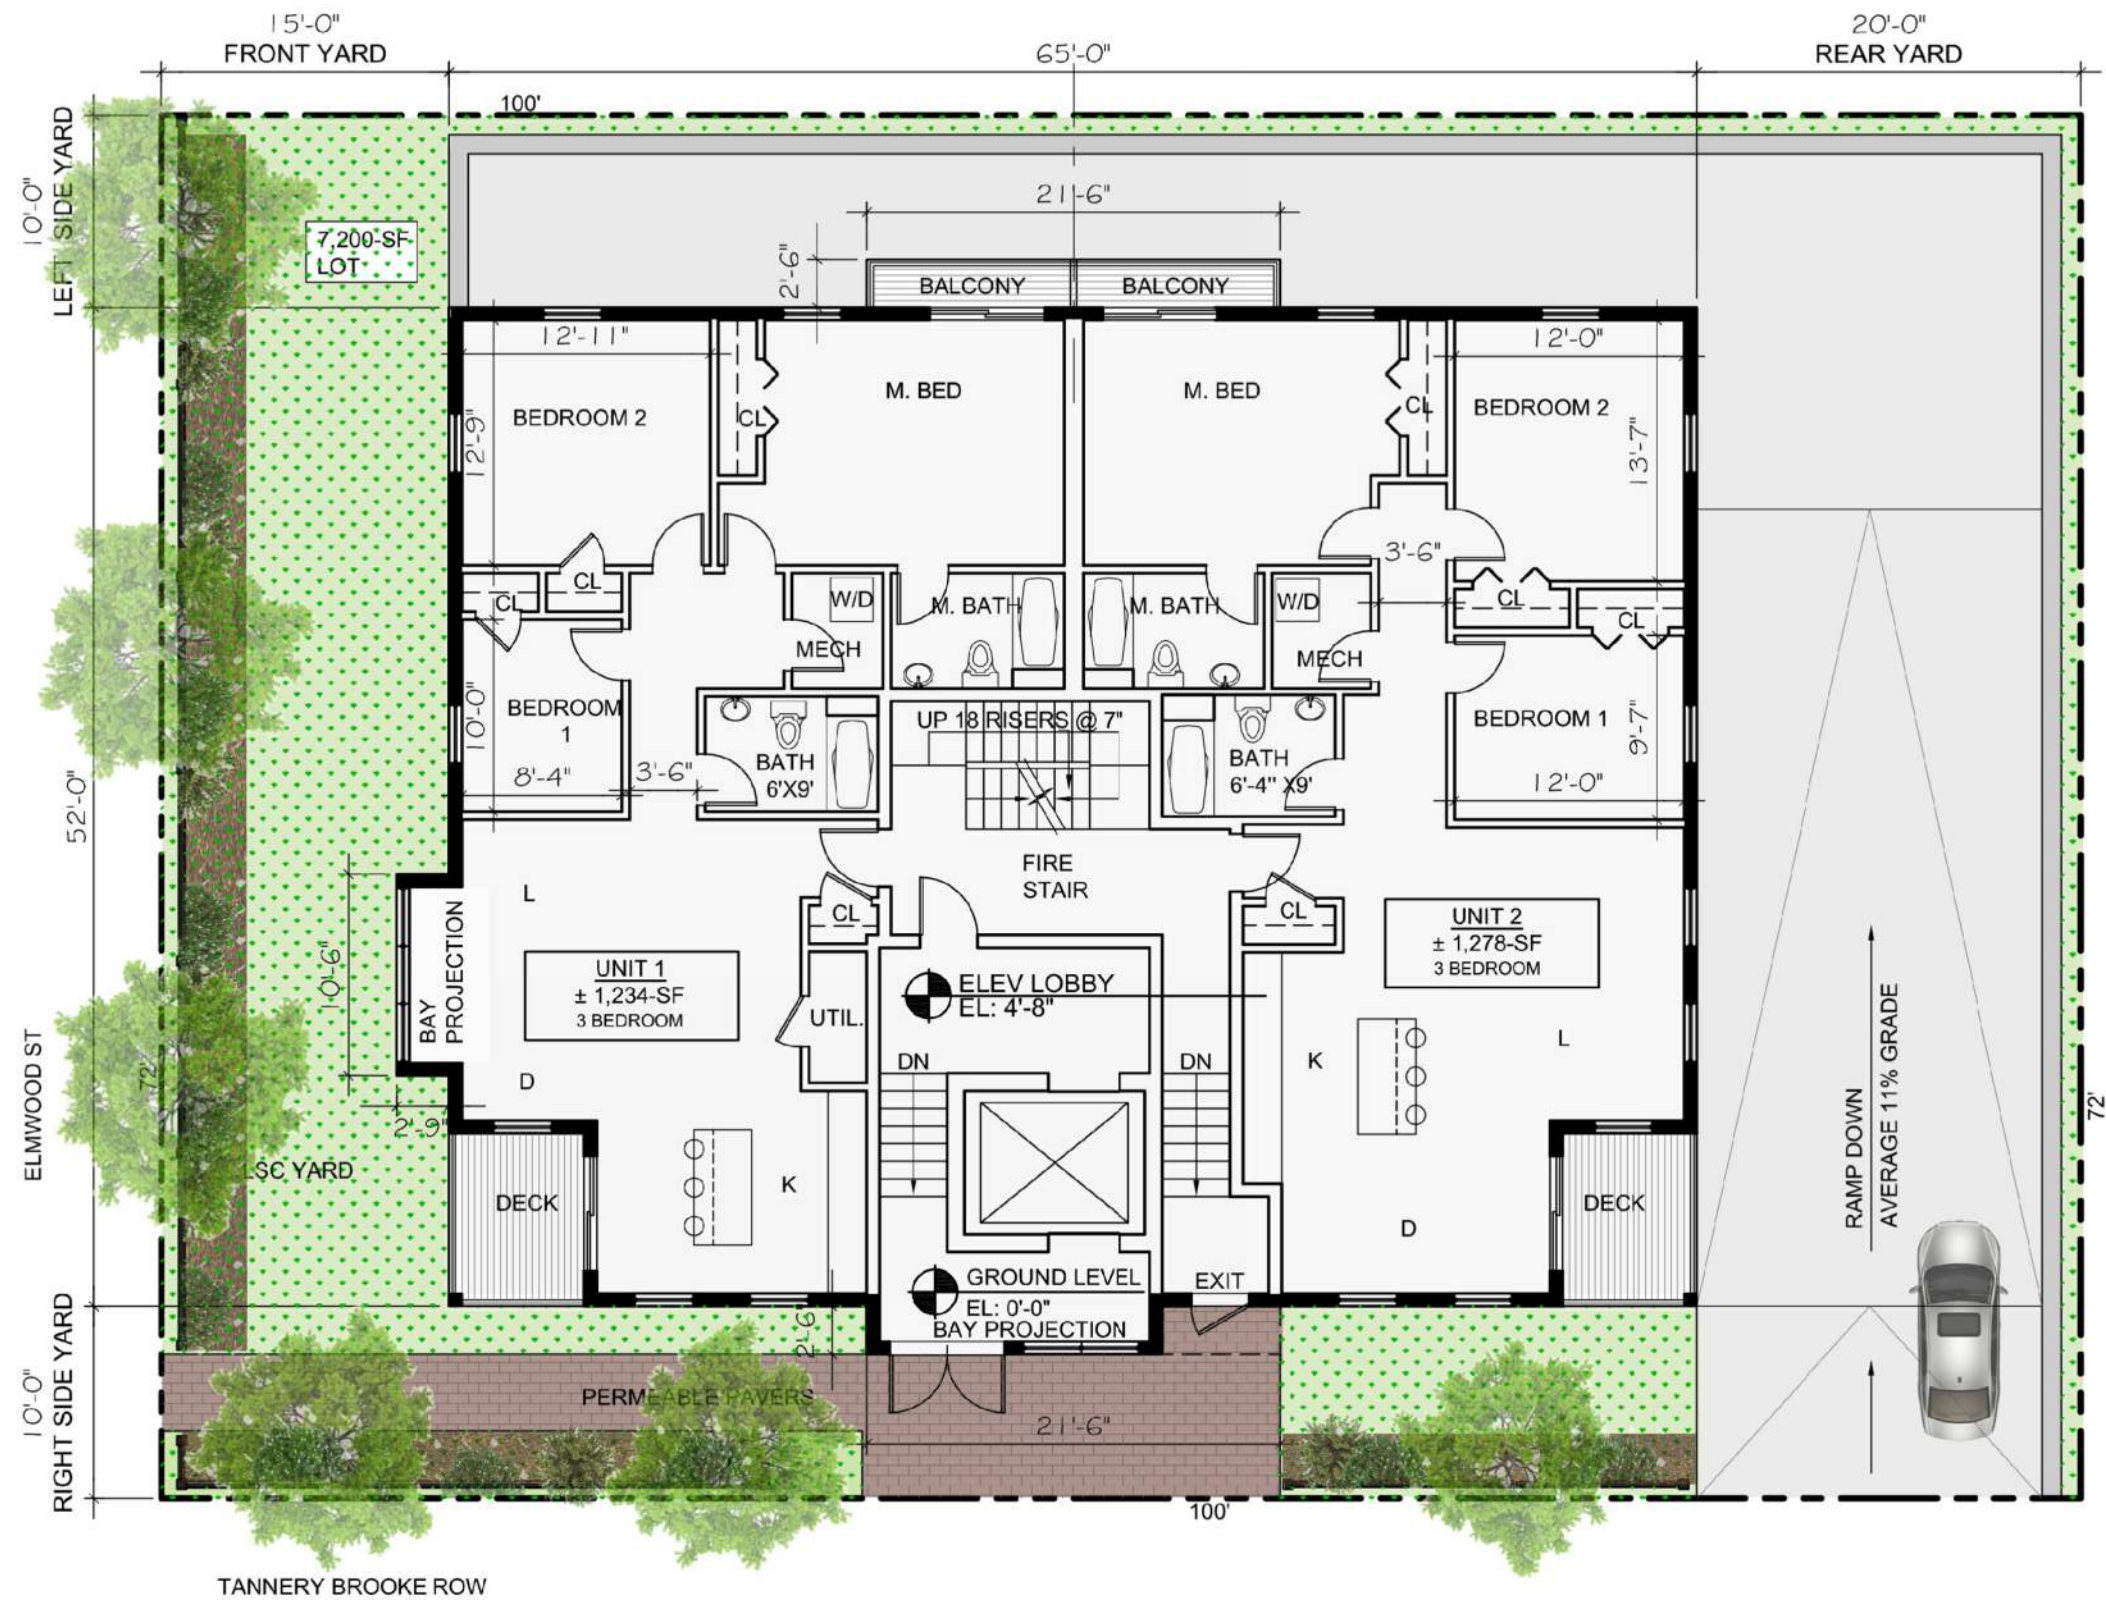 15'-0"
FRONT YARD
65'-0"
20'-0"
REAR YARD
100'
10'-0"
LEFT SIDE YARD
7,200-SF
LOT
21'-6"
2'-6"
BALCONY
BALCONY
12'-11"
12'-0"
M. BED
M. BED
BEDROOM 2
CL
CL
BEDROOM 2
12'-9"
13'-7"
3'-6"
CL
CL
W/D
M. BATH
M. BATH
W/D
CL
CL
MECH
MECH
BEDROOM
1
10'-0"
8'-4"
3'-6"
BATH
6'X9'
UP 18 RISERS @ 7"
BATH
6'-4" X9'
BEDROOM 1
9'-7"
12'-0"
52'-0"
FIRE
STAIR
L
CL
CL
UNIT 2
± 1,278-SF
3 BEDROOM
10'-6"
BAY
PROJECTION
UNIT 1
± 1,234-SF
3 BEDROOM
UTIL.
ELEV LOBBY
EL: 4'-8"
K
L
DN
DN
D
72'
2'-9"
ELMWOOD ST
72'
RAMP DOWN
AVERAGE 11% GRADE
LSC YARD
DECK
K
D
DECK
EXIT
GROUND LEVEL
EL: 0'-0"
BAY PROJECTION
2'-6"
10'-0"
RIGHT SIDE YARD
PERMEABLE PAVERS
21'-6"
100'
TANNERY BROOKE ROW